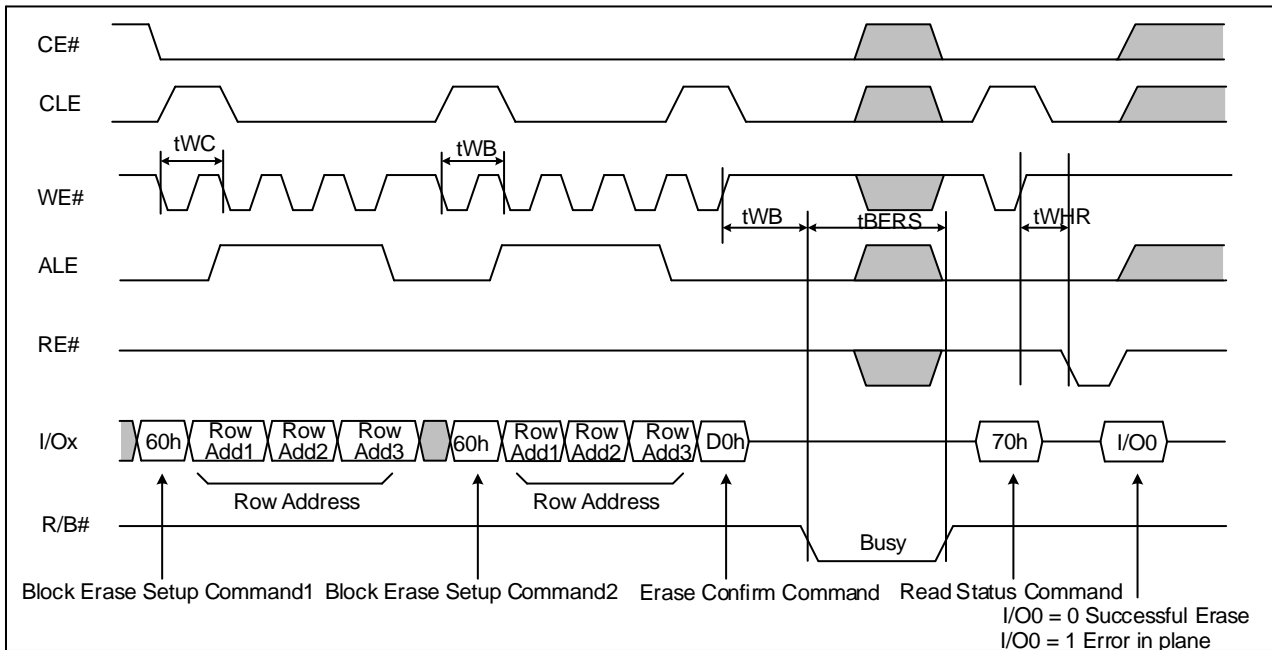 CE#
CLE
tWC
tWB
WE#
tWB
tBERS
tWHR
ALE
RE#
I/Ox
60h
Row Add1
Row Add2
Row Add3
60h
Row Add1
Row Add2
Row Add3
D0h
70h
I/O0
Row Address
Row Address
R/B#
Busy
Block Erase Setup Command1
Block Erase Setup Command2
Erase Confirm Command
Read Status Command
I/O0 = 0 Successful Erase
I/O0 = 1 Error in plane